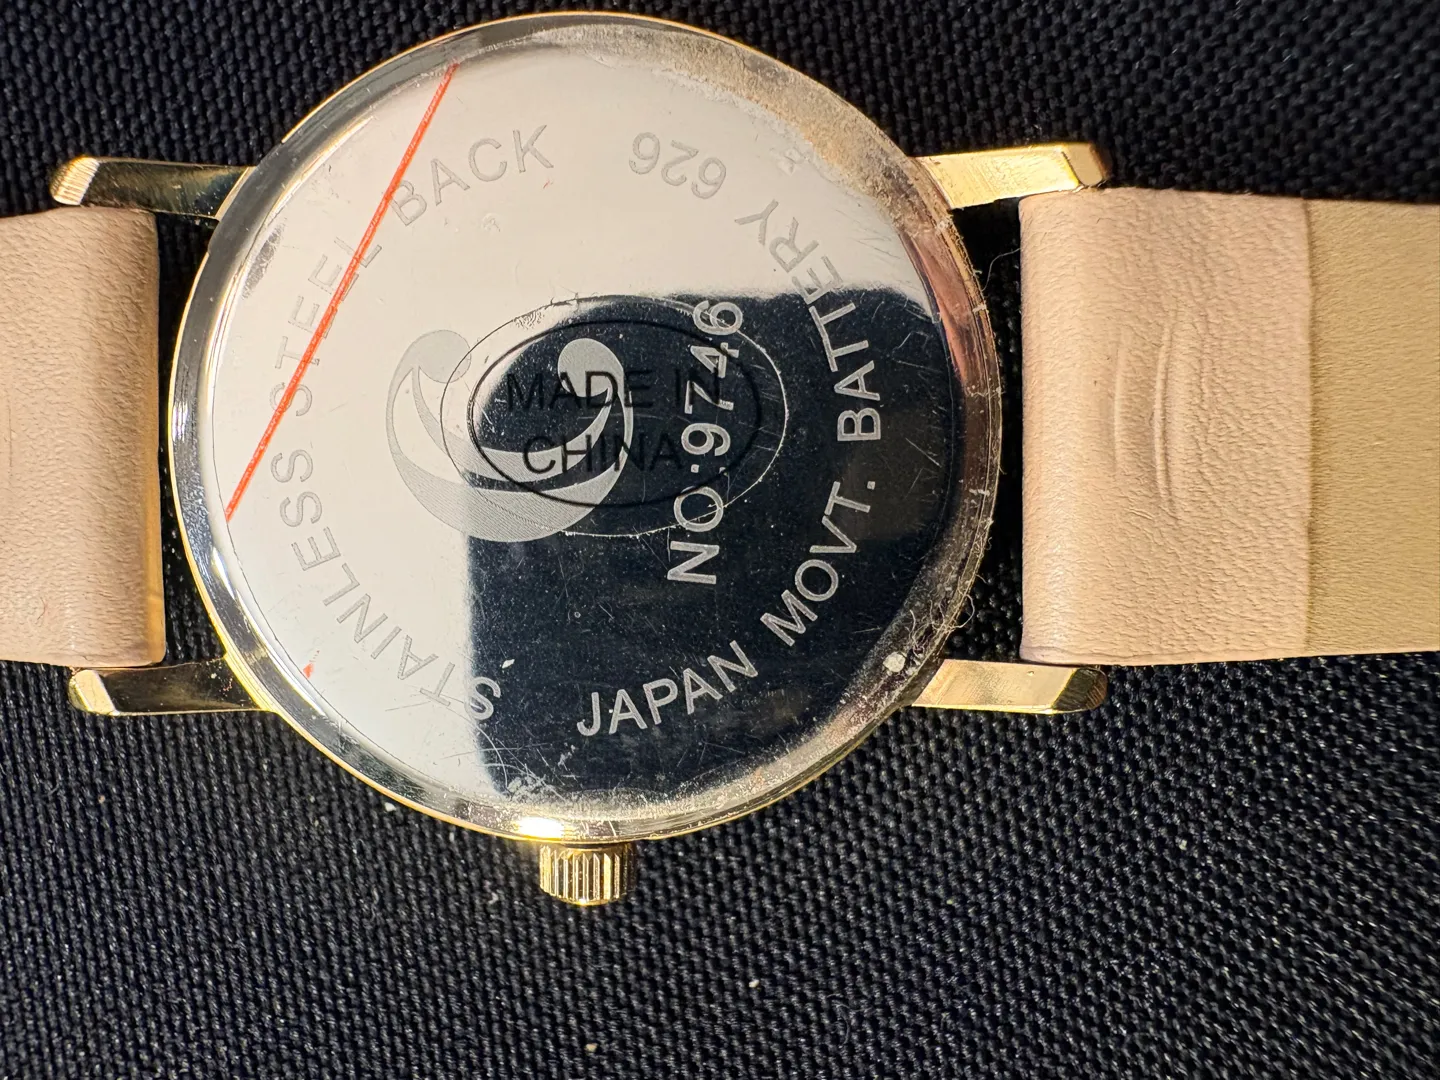 STAINLESS STEEL BACK
JAPAN MOVT. BATTERY 626
NO:9746
MADE IN
CHINA